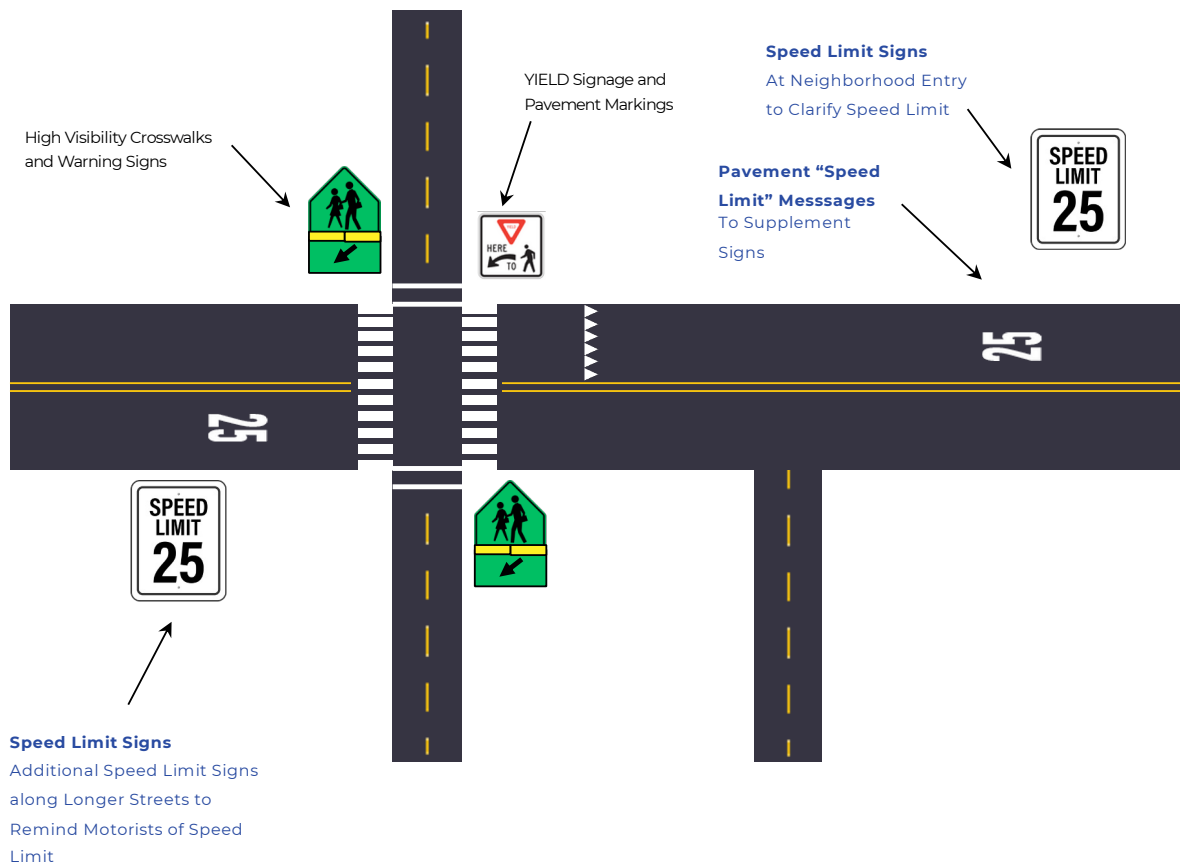 Speed Limit Signs
At Neighborhood Entry
to Clarify Speed Limit
YIELD Signage and
Pavement Markings
High Visibility Crosswalks
and Warning Signs
SPEED
LIMIT
25
Pavement “Speed
Limit” Messsages
To Supplement
Signs
YIELD
HERE
TO
25
25
SPEED
LIMIT
25
Speed Limit Signs
Additional Speed Limit Signs
along Longer Streets to
Remind Motorists of Speed
Limit